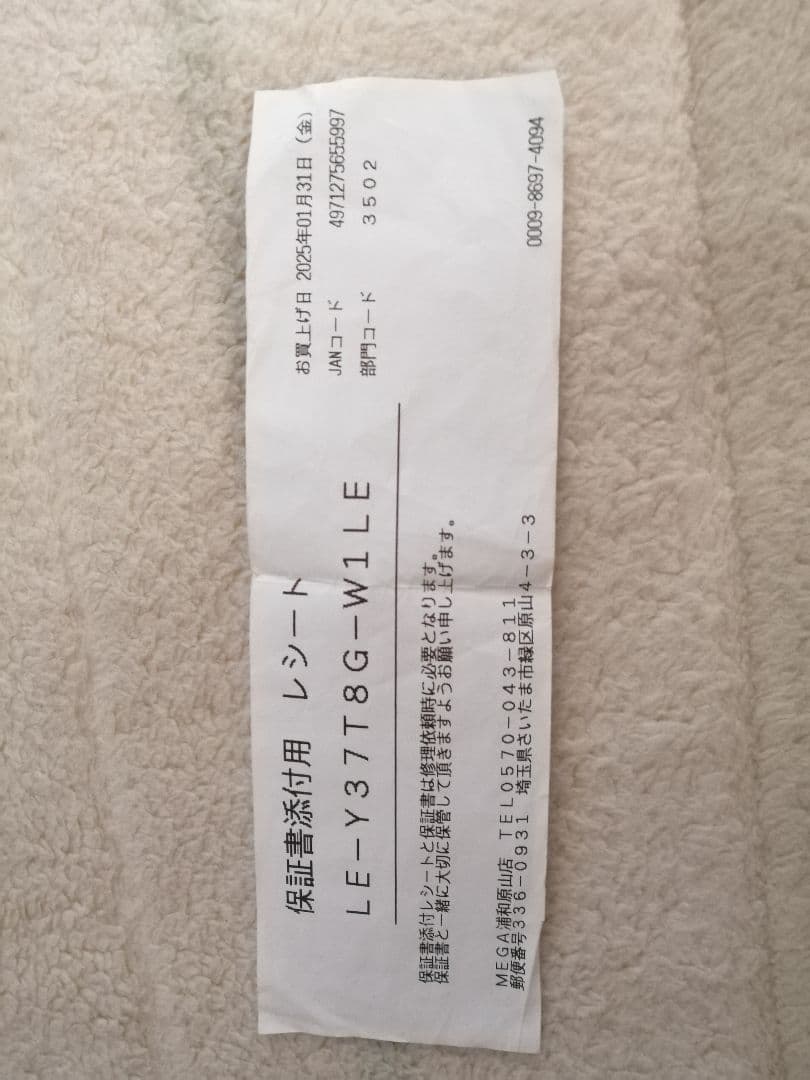 保証書添付用　レシート
お買上げ日 2025年01月31日（金）
LE－Y37T8G－W1LE
JANコード 4971275655997
部門コード ３５０２
保証書添付レシートと保証書は修理依頼時に必要となります。
保証書と一緒に大切に保管して頂きますようお願い申し上げます。
MEGA浦和原山店　TEL0570－043－811
郵便番号336－0931　埼玉県さいたま市緑区原山4－3－3
0009-8697-4094